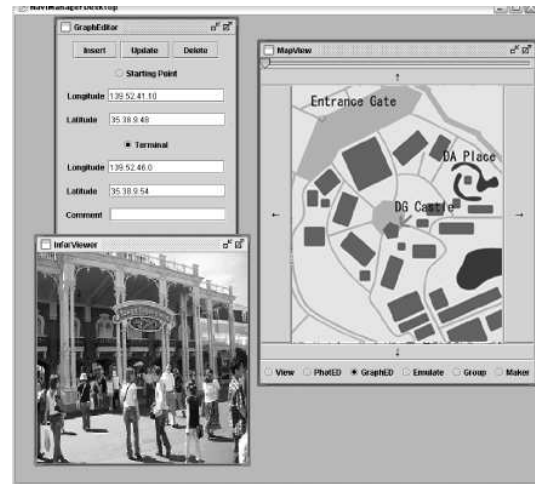 NaviManagerDesktop
GraphEditor
Insert Update Delete
Starting Point
Longitude 139.52.41.10
Latitude 35.38.9.48
Terminal
Longitude 139.52.46.0
Latitude 35.38.9.54
Comment
InforViewer
MapView
↑
Entrance Gate
DA Place
DG Castle
← →
↓
View PhotED GraphED Emulate Group Maker